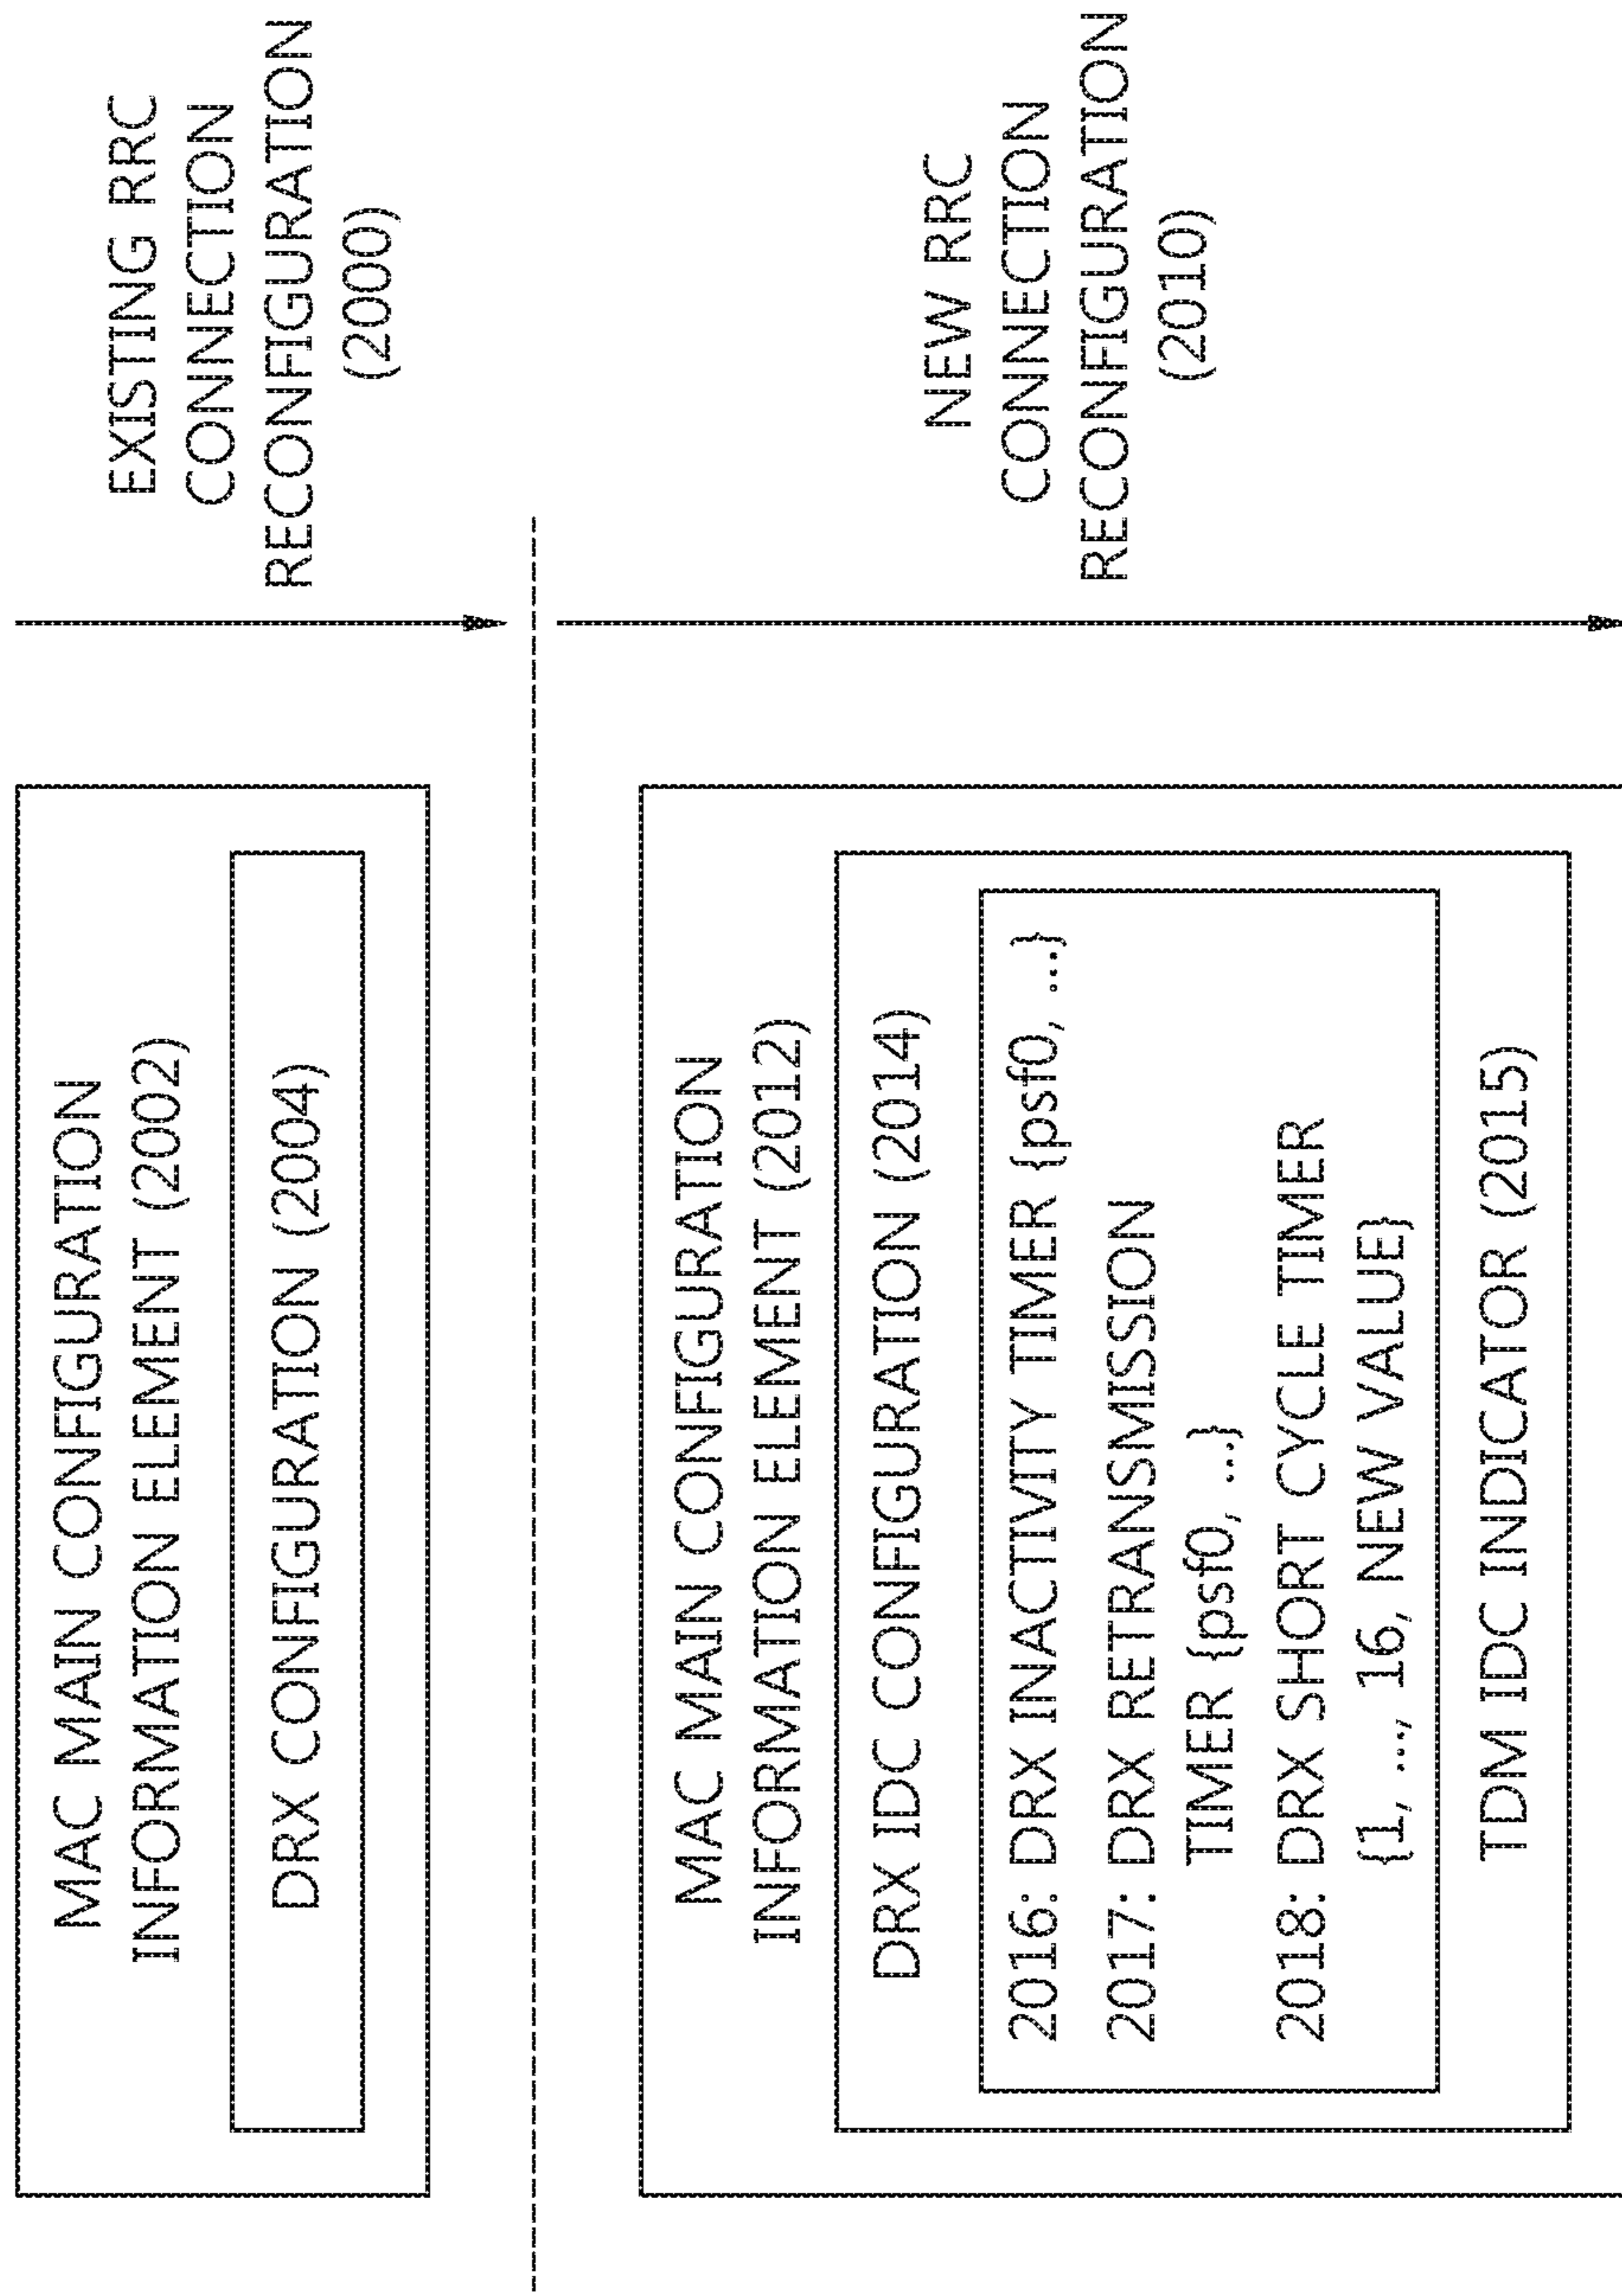 MAC MAIN CONFIGURATION
INFORMATION ELEMENT (2002)
DRX CONFIGURATION (2004)
EXISTING RRC
CONNECTION
RECONFIGURATION
(2000)
MAC MAIN CONFIGURATION
INFORMATION ELEMENT (2012)
DRX IDC CONFIGURATION (2014)
2016: DRX INACTIVITY TIMER {psf0, ...}
2017: DRX RETRANSMISSION
TIMER {psf0, ...}
2018: DRX SHORT CYCLE TIMER
{1, ..., 16, NEW VALUE}
TDM IDC INDICATOR (2015)
NEW RRC
CONNECTION
RECONFIGURATION
(2010)